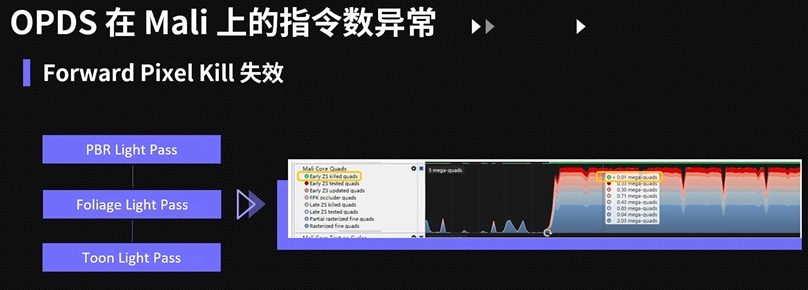 OPDS 在 Mali 上的指令数异常
Forward Pixel Kill 失效
PBR Light Pass
Foliage Light Pass
Toon Light Pass
Mali Core Quads
Early ZS killed quads
Early ZS tested quads
Early ZS updated quads
FPK occluder quads
Late ZS killed quads
Late ZS tested quads
Partial rasterized fine quads
Rasterized fine quads
5 mega-quads
< 0.01 mega-quads
0.33 mega-quads
0.30 mega-quads
0.71 mega-quads
0.43 mega-quads
0.83 mega-quads
0.04 mega-quads
2.03 mega-quads